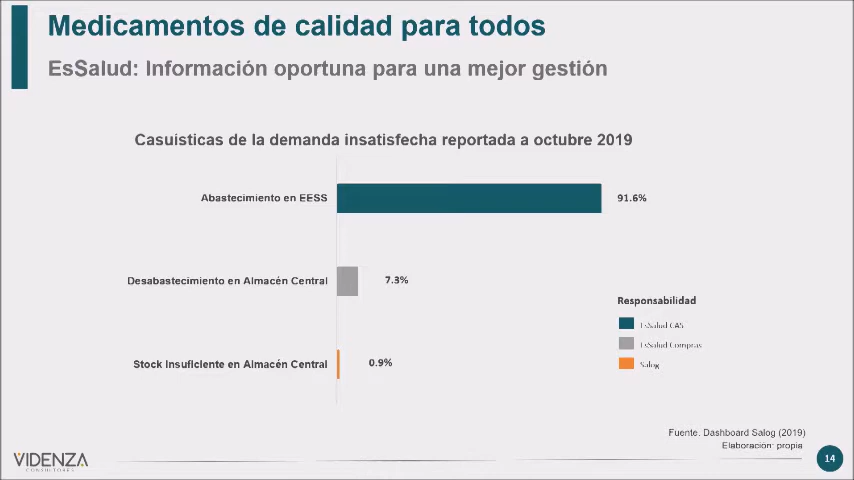 Medicamentos de calidad para todos
EsSalud: Información oportuna para una mejor gestión
Casuísticas de la demanda insatisfecha reportada a octubre 2019
Abastecimiento en EESS
91.6%
Desabastecimiento en Almacén Central
7.3%
Stock Insuficiente en Almacén Central
0.9%
Responsabilidad
EsSalud CAS
EsSalud Compras
Salog
Fuente. Dashboard Salog (2019)
Elaboración: propia
VIDENZA
CONSULTORES
14